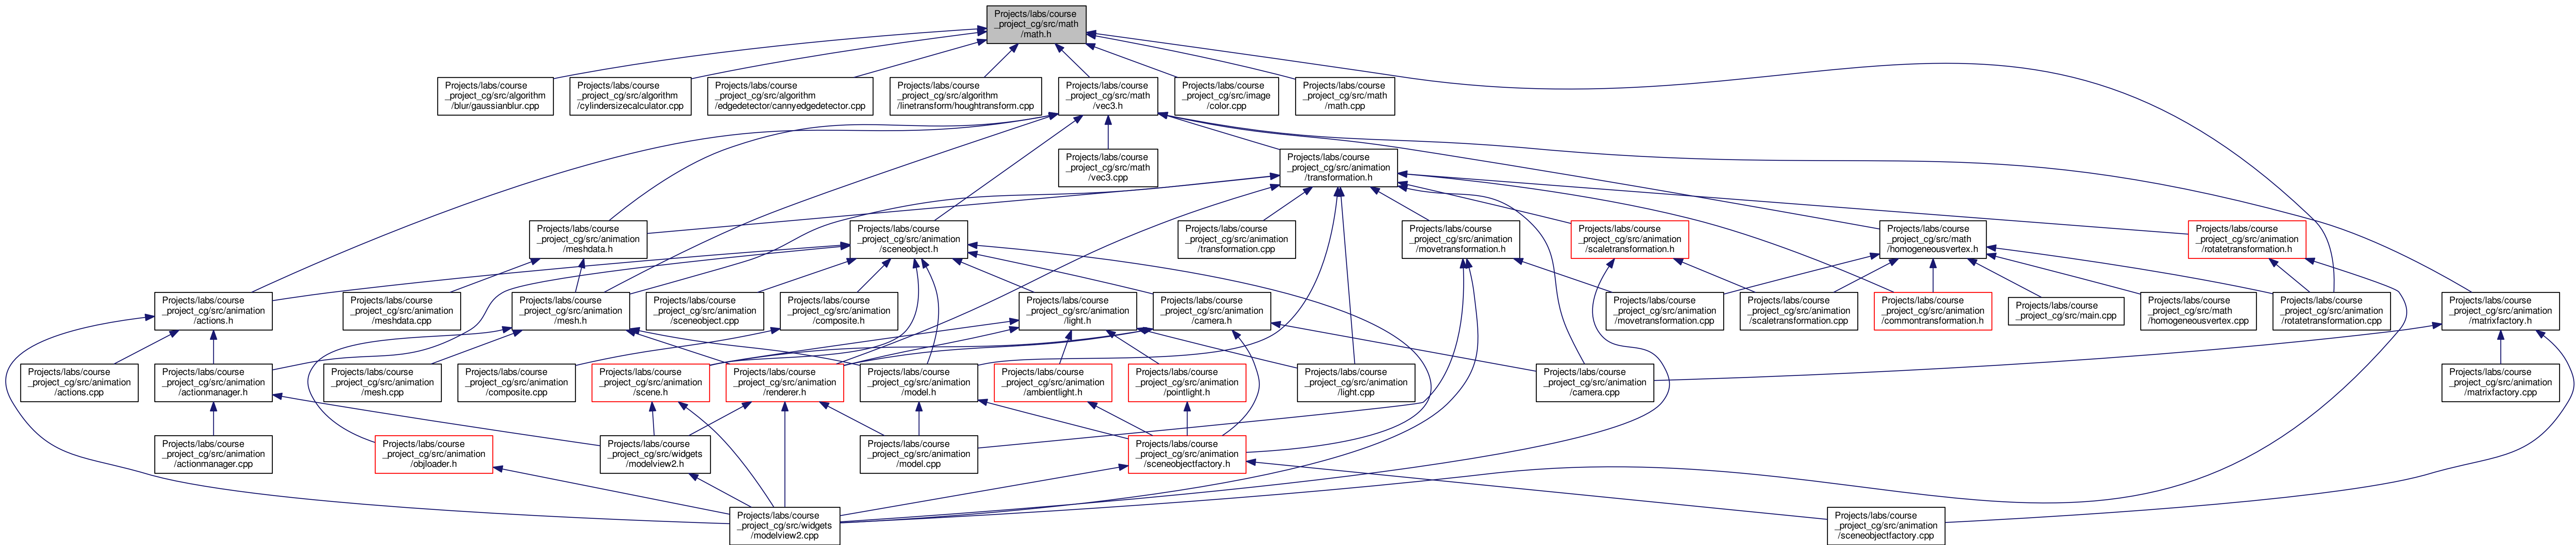 Projects/labs/course
_project_cg/src/math
/math.h
Projects/labs/course
_project_cg/src/algorithm
/blur/gaussianblur.cpp
Projects/labs/course
_project_cg/src/algorithm
/cylindersizecalculator.cpp
Projects/labs/course
_project_cg/src/algorithm
/edgedetector/cannyedgedetector.cpp
Projects/labs/course
_project_cg/src/algorithm
/linetransform/houghtransform.cpp
Projects/labs/course
_project_cg/src/math
/vec3.h
Projects/labs/course
_project_cg/src/image
/color.cpp
Projects/labs/course
_project_cg/src/math
/math.cpp
Projects/labs/course
_project_cg/src/math
/vec3.cpp
Projects/labs/course
_project_cg/src/animation
/transformation.h
Projects/labs/course
_project_cg/src/animation
/meshdata.h
Projects/labs/course
_project_cg/src/animation
/sceneobject.h
Projects/labs/course
_project_cg/src/animation
/transformation.cpp
Projects/labs/course
_project_cg/src/animation
/movetransformation.h
Projects/labs/course
_project_cg/src/animation
/scaletransformation.h
Projects/labs/course
_project_cg/src/math
/homogeneousvertex.h
Projects/labs/course
_project_cg/src/animation
/rotatetransformation.h
Projects/labs/course
_project_cg/src/animation
/actions.h
Projects/labs/course
_project_cg/src/animation
/meshdata.cpp
Projects/labs/course
_project_cg/src/animation
/mesh.h
Projects/labs/course
_project_cg/src/animation
/sceneobject.cpp
Projects/labs/course
_project_cg/src/animation
/composite.h
Projects/labs/course
_project_cg/src/animation
/light.h
Projects/labs/course
_project_cg/src/animation
/camera.h
Projects/labs/course
_project_cg/src/animation
/movetransformation.cpp
Projects/labs/course
_project_cg/src/animation
/scaletransformation.cpp
Projects/labs/course
_project_cg/src/animation
/commontransformation.h
Projects/labs/course
_project_cg/src/main.cpp
Projects/labs/course
_project_cg/src/math
/homogeneousvertex.cpp
Projects/labs/course
_project_cg/src/animation
/rotatetransformation.cpp
Projects/labs/course
_project_cg/src/animation
/matrixfactory.h
Projects/labs/course
_project_cg/src/animation
/actions.cpp
Projects/labs/course
_project_cg/src/animation
/actionmanager.h
Projects/labs/course
_project_cg/src/animation
/mesh.cpp
Projects/labs/course
_project_cg/src/animation
/composite.cpp
Projects/labs/course
_project_cg/src/animation
/scene.h
Projects/labs/course
_project_cg/src/animation
/renderer.h
Projects/labs/course
_project_cg/src/animation
/model.h
Projects/labs/course
_project_cg/src/animation
/ambientlight.h
Projects/labs/course
_project_cg/src/animation
/pointlight.h
Projects/labs/course
_project_cg/src/animation
/light.cpp
Projects/labs/course
_project_cg/src/animation
/camera.cpp
Projects/labs/course
_project_cg/src/animation
/matrixfactory.cpp
Projects/labs/course
_project_cg/src/animation
/actionmanager.cpp
Projects/labs/course
_project_cg/src/animation
/objloader.h
Projects/labs/course
_project_cg/src/widgets
/modelview2.h
Projects/labs/course
_project_cg/src/animation
/model.cpp
Projects/labs/course
_project_cg/src/animation
/sceneobjectfactory.h
Projects/labs/course
_project_cg/src/widgets
/modelview2.cpp
Projects/labs/course
_project_cg/src/animation
/sceneobjectfactory.cpp